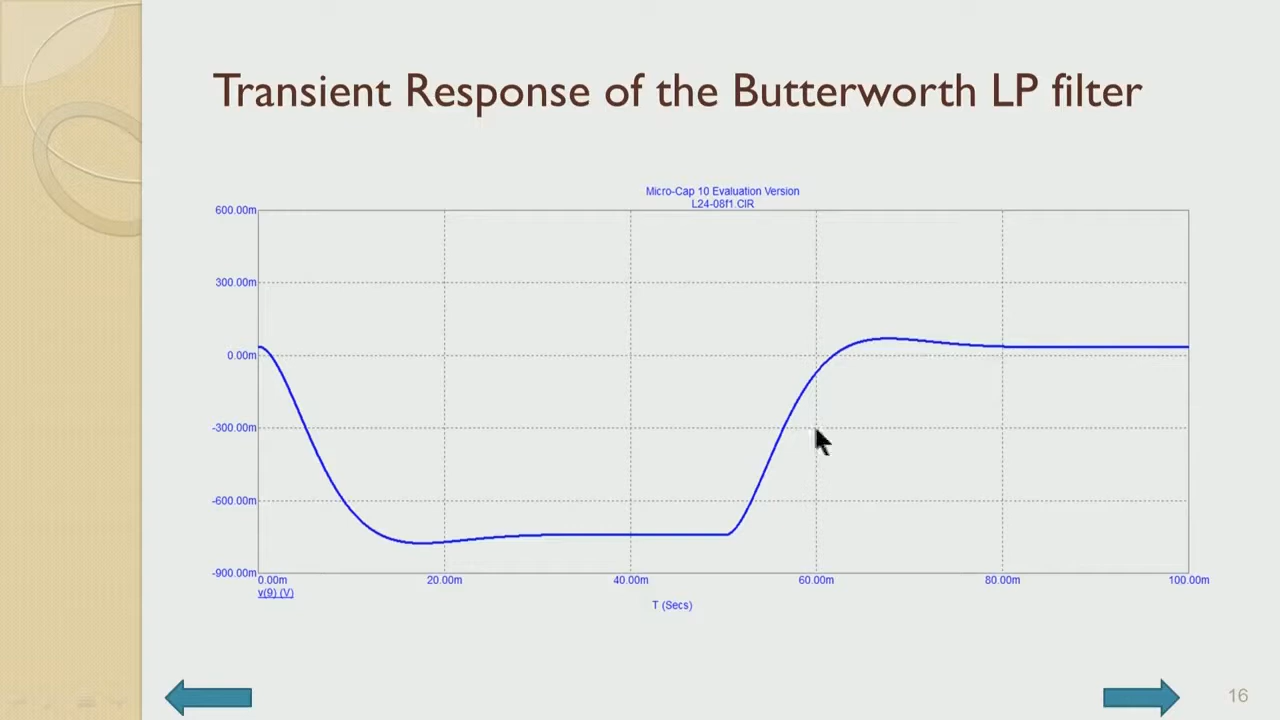 Transient Response of the Butterworth LP filter
Micro-Cap 10 Evaluation Version
L24-08f1.CIR
600.00m
300.00m
0.00m
-300.00m
-600.00m
-900.00m
0.00m 20.00m 40.00m 60.00m 80.00m 100.00m
v(9) (V)
T (Secs)
16